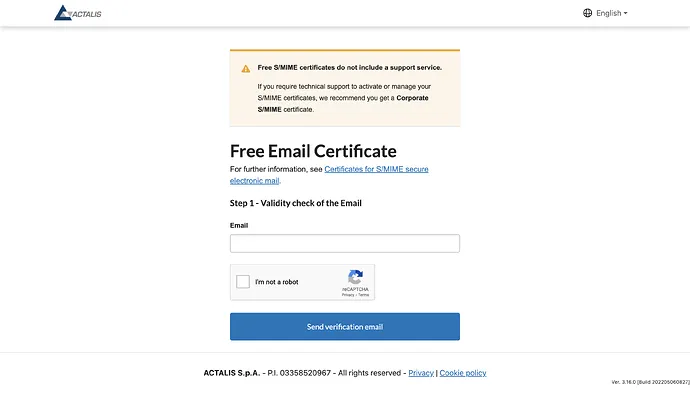 ACTALIS
English
Free S/MIME certificates do not include a support service.
If you require technical support to activate or manage your
S/MIME certificates, we recommend you get a Corporate
S/MIME certificate.
Free Email Certificate
For further information, see Certificates for S/MIME secure
electronic mail.
Step 1 - Validity check of the Email
Email
I'm not a robot
reCAPTCHA
Privacy - Terms
Send verification email
ACTALIS S.p.A. - P.I. 03358520967 - All rights reserved - Privacy | Cookie policy
Ver. 3.16.0 [Build 202205060827]